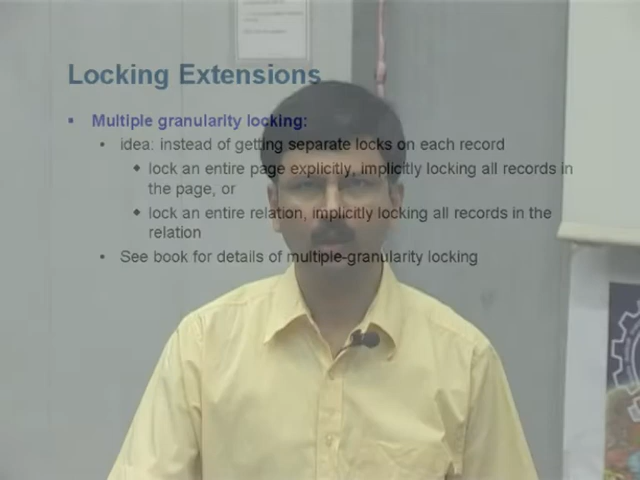 Locking Extensions
▪ Multiple granularity locking:
• idea: instead of getting separate locks on each record
◆ lock an entire page explicitly, implicitly locking all records in
the page, or
◆ lock an entire relation, implicitly locking all records in the
relation
• See book for details of multiple-granularity locking